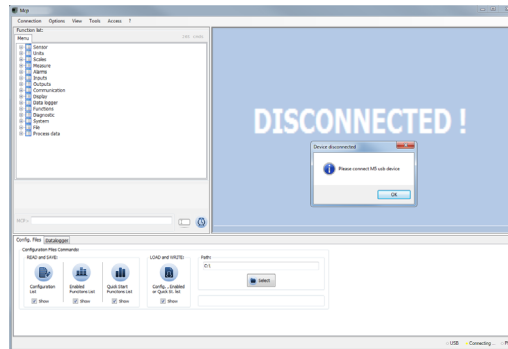 Mcp
Connection Options View Tools Access ?
Function list:
Menu
Sensor
Units
Scales
Measure
Alarms
Inputs
Outputs
Communication
Display
Data logger
Functions
Diagnostic
System
File
Process data
DISCONNECTED !
Device disconnected
Please connect MB usb device
OK
MCP>
Config. Files Datalogger
Configuration Files Commands:
READ and SAVE:
Configuration List
Enabled Functions List
Quick Start Functions List
Show
Show
Show
LOAD and WRITE:
Config., Enabled or Quick St. list
Show
Path:
C:\
Select
USB Connecting...